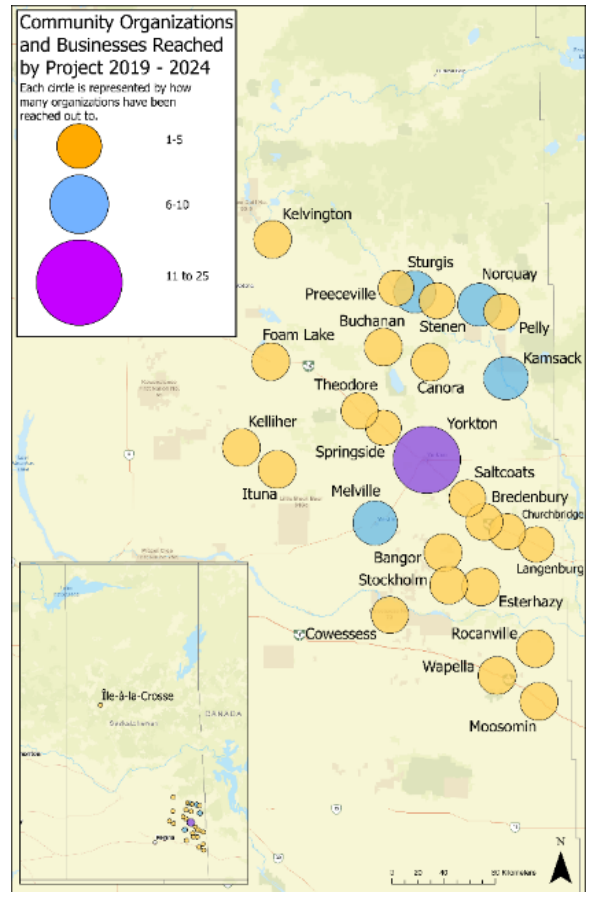 Community Organizations
and Businesses Reached
by Project 2019 - 2024
Each circle is represented by how
many organizations have been
reached out to.
1-5
6-10
11 to 25
Kelvington
Sturgis
Norquay
Preeceville
Stenen
Pelly
Buchanan
Foam Lake
Kamsack
Canora
Theodore
Kelliher
Yorkton
Springside
Ituna
Saltcoats
Melville
Bredenbury
Churchbridge
Bangor
Langenburg
Stockholm
Esterhazy
Cowessess
Rocanville
Wapella
Moosomin
Île-à-la-Crosse
Saskatchewan
CANADA
Regina
N
0 20 40 80 Kilometers